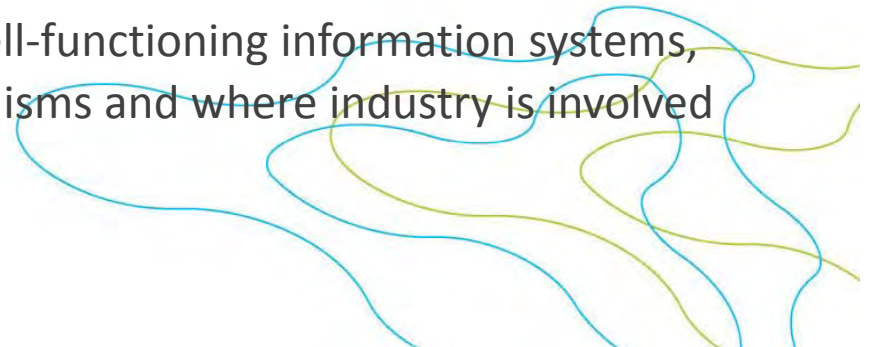 ll-functioning information systems,
isms and where industry is involved